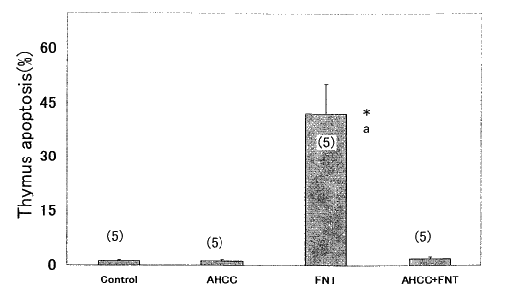 Thymus apoptosis(%)
60
45
30
15
0
(5)
(5)
(5)
(5)
*
a
Control
AHCC
FNT
AHCC+FNT